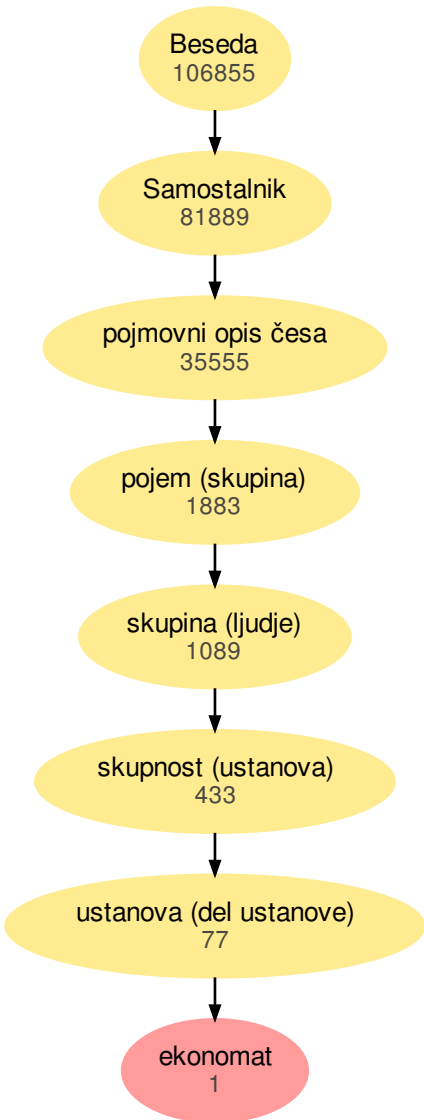 Beseda
106855
Samostalnik
81889
pojmovni opis česa
35555
pojem (skupina)
1883
skupina (ljudje)
1089
skupnost (ustanova)
433
ustanova (del ustanove)
77
ekonomat
1